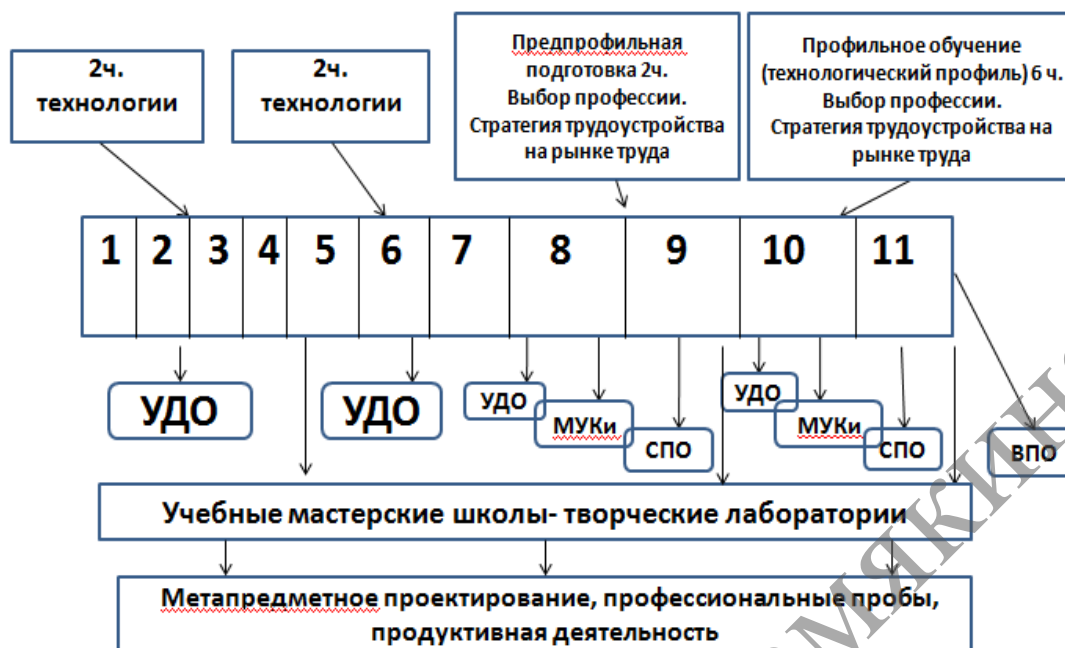 2ч.
технологии
2ч.
технологии
Предпрофильная
подготовка 2ч.
Выбор профессии.
Стратегия трудоустройства
на рынке труда
Профильное обучение
(технологический профиль) 6 ч.
Выбор профессии.
Стратегия трудоустройства на
рынке труда
1 2 3 4 5 6 7 8 9 10 11
УДО
УДО
УДО
МУКи
СПО
УДО
МУКи
СПО
ВПО
Учебные мастерские школы- творческие лаборатории
Метапредметное проектирование, профессиональные пробы,
продуктивная деятельность